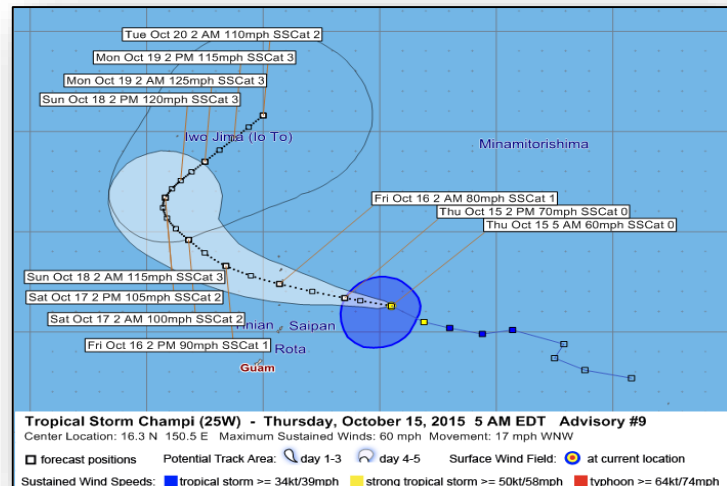 Tue Oct 20 2 AM 110mph SSCat 2
Mon Oct 19 2 PM 115mph SSCat 3
Mon Oct 19 2 AM 125mph SSCat 3
Sun Oct 18 2 PM 120mph SSCat 3
Iwo Jima (Io To)
Minamitorishima
Fri Oct 16 2 AM 80mph SSCat 1
Thu Oct 15 2 PM 70mph SSCat 0
Thu Oct 15 5 AM 60mph SSCat 0
Sun Oct 18 2 AM 115mph SSCat 3
Sat Oct 17 2 PM 105mph SSCat 2
Sat Oct 17 2 AM 100mph SSCat 2
Fri Oct 16 2 PM 90mph SSCat 1
Saipan
Rota
Guam
Tropical Storm Champi (25W) - Thursday, October 15, 2015 5 AM EDT Advisory #9
Center Location: 16.3 N 150.5 E Maximum Sustained Winds: 60 mph Movement: 17 mph WNW
forecast positions Potential Track Area: day 1-3 day 4-5 Surface Wind Field: at current location
Sustained Wind Speeds: tropical storm >= 34kt/39mph strong tropical storm >= 50kt/58mph typhoon >= 64kt/74mph